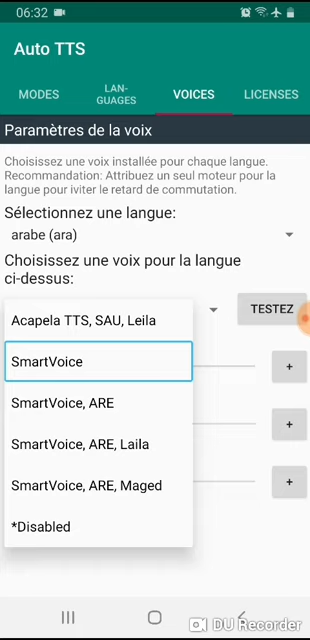 06:32
Auto TTS
MODES
LAN-
GUAGES
VOICES
LICENSES
Paramètres de la voix
Choisissez une voix installée pour chaque langue.
Recommandation: Attribuez un seul moteur pour la
langue pour iviter le retard de commutation.
Sélectionnez une langue:
arabe (ara)
Choisissez une voix pour la langue
ci-dessus:
TESTEZ
Acapela TTS, SAU, Leila
SmartVoice
+
SmartVoice, ARE
+
SmartVoice, ARE, Laila
SmartVoice, ARE, Maged
+
*Disabled
DU Recorder